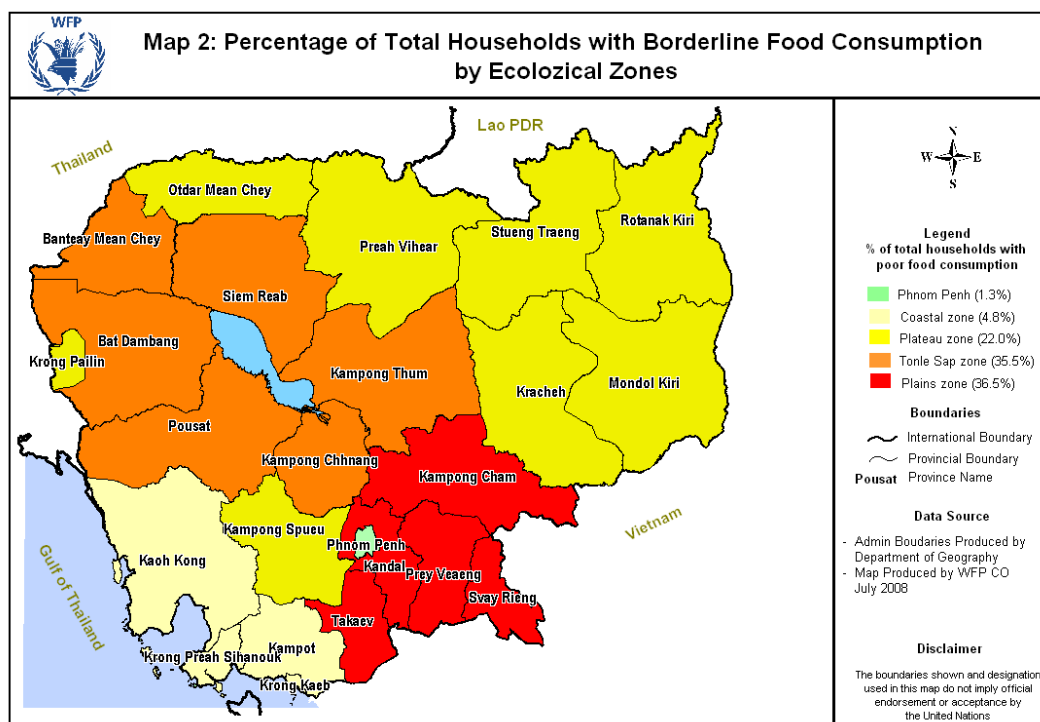 WFP
Map 2: Percentage of Total Households with Borderline Food Consumption
by Ecolozical Zones
Lao PDR
Thailand
Otdar Mean Chey
Rotanak Kiri
Stueng Traeng
Banteay Mean Chey
Preah Vihear
Siem Reab
Bat Dambang
Krong Pailin
Kampong Thum
Mondol Kiri
Kracheh
Pousat
Kampong Chhnang
Kampong Cham
Vietnam
Kampong Spueu
Phnom Penh
Kaoh Kong
Kandal
Prey Veaeng
Svay Rieng
Gulf of Thailand
Takaev
Kampot
Krong Preah Sihanouk
Krong Kaeb
N
W E
S
Legend
% of total households with
poor food consumption
Phnom Penh (1.3%)
Coastal zone (4.8%)
Plateau zone (22.0%)
Tonle Sap zone (35.5%)
Plains zone (36.5%)
Boundaries
International Boundary
Provincial Boundary
Pousat Province Name
Data Source
- Admin Boudaries Produced by
Department of Geography
- Map Produced by WFP CO
July 2008
Disclaimer
The boundaries shown and designation
used in this map do not imply official
endorsement or acceptance by
the United Nations